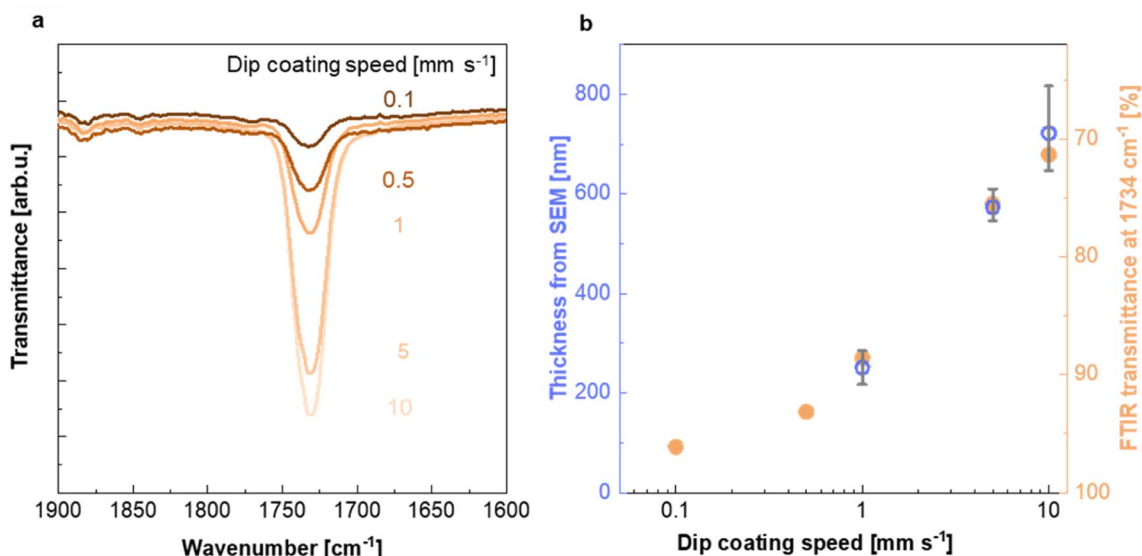 a
Dip coating speed [mm s⁻¹]
0.1
0.5
1
5
10
Transmittance [arb.u.]
1900 1850 1800 1750 1700 1650 1600
Wavenumber [cm⁻¹]
b
Thickness from SEM [nm]
800
600
400
200
0
70
80
90
100
FTIR transmittance at 1734 cm⁻¹ [%]
0.1 1 10
Dip coating speed [mm s⁻¹]